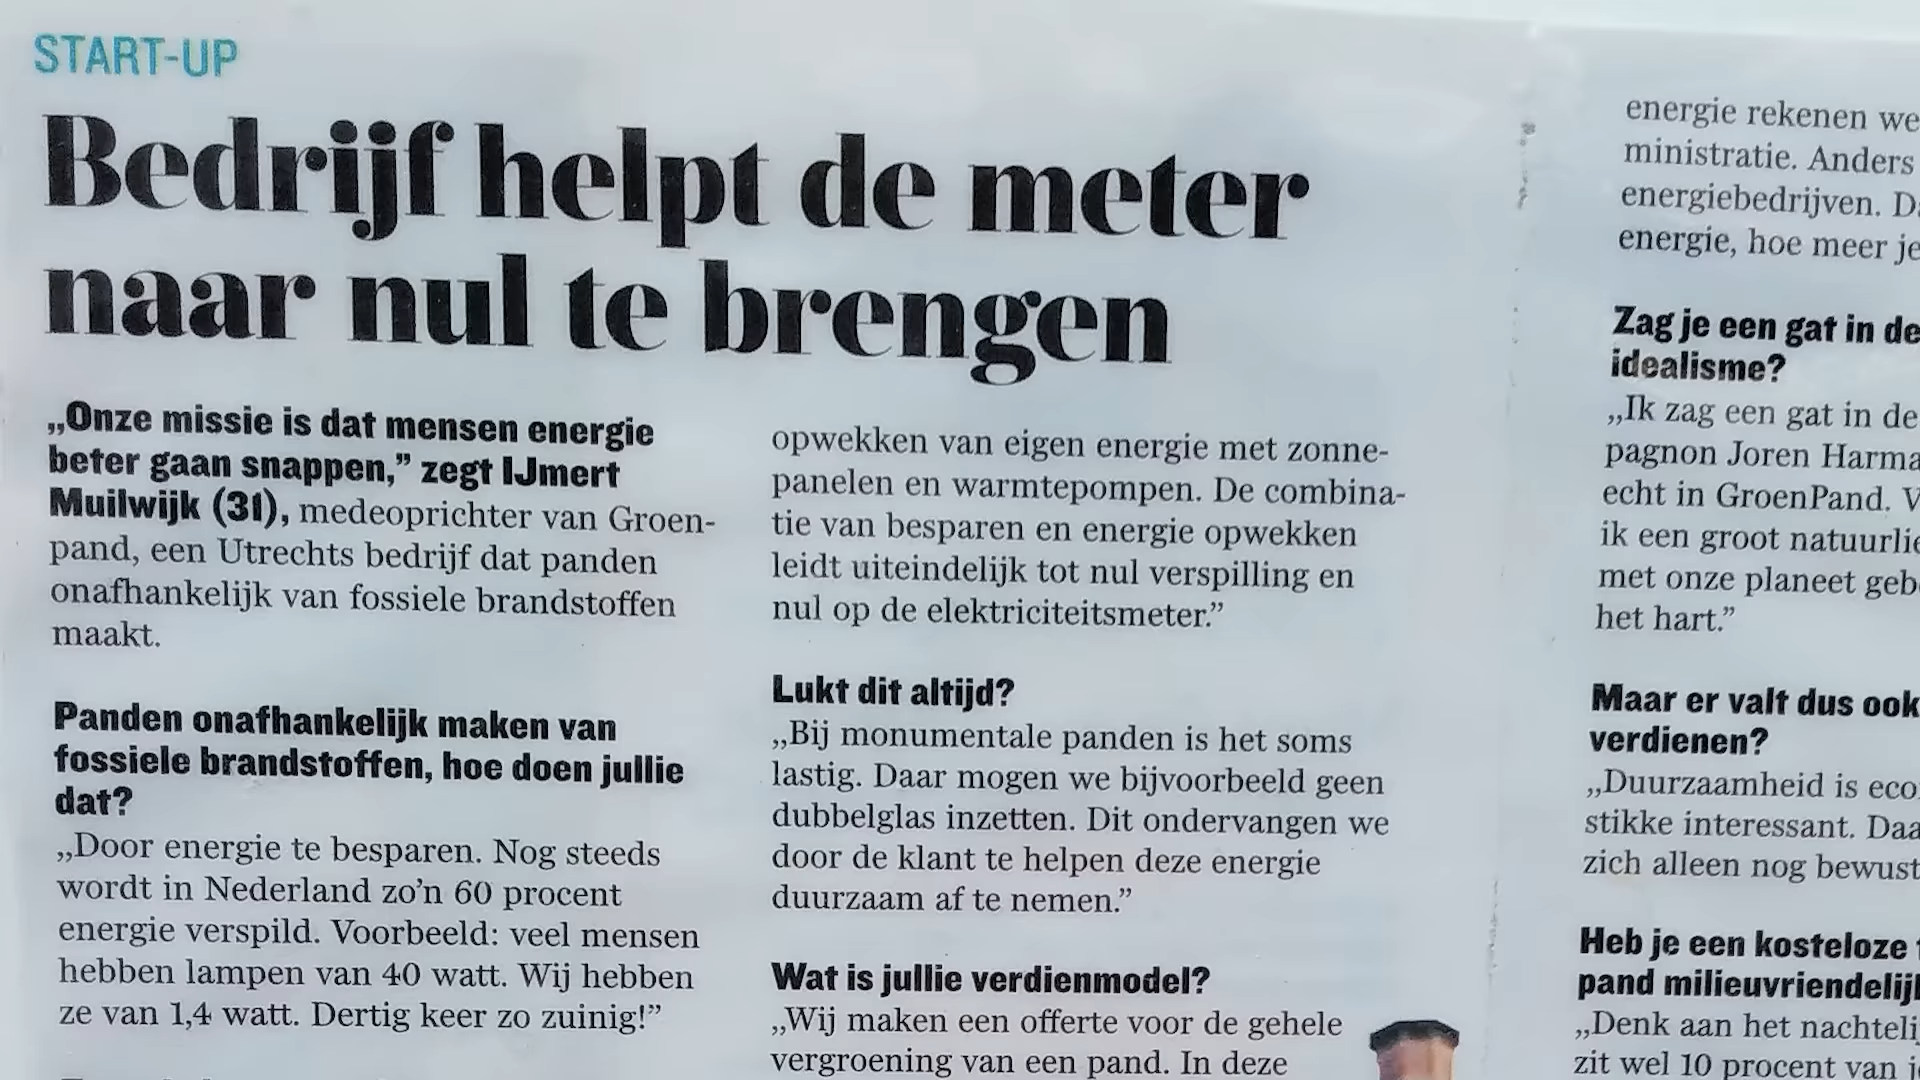 START-UP
Bedrijf helpt de meter
naar nul te brengen
„Onze missie is dat mensen energie
beter gaan snappen,” zegt IJmert
Muilwijk (31), medeoprichter van Groen-
pand, een Utrechts bedrijf dat panden
onafhankelijk van fossiele brandstoffen
maakt.
Panden onafhankelijk maken van
fossiele brandstoffen, hoe doen jullie
dat?
„Door energie te besparen. Nog steeds
wordt in Nederland zo’n 60 procent
energie verspild. Voorbeeld: veel mensen
hebben lampen van 40 watt. Wij hebben
ze van 1,4 watt. Dertig keer zo zuinig!”
opwekken van eigen energie met zonne-
panelen en warmtepompen. De combina-
tie van besparen en energie opwekken
leidt uiteindelijk tot nul verspilling en
nul op de elektriciteitsmeter.”
Lukt dit altijd?
„Bij monumentale panden is het soms
lastig. Daar mogen we bijvoorbeeld geen
dubbelglas inzetten. Dit ondervangen we
door de klant te helpen deze energie
duurzaam af te nemen.”
Wat is jullie verdienmodel?
„Wij maken een offerte voor de gehele
vergroening van een pand. In deze
energie rekenen we
ministratie. Anders
energiebedrijven. D
energie, hoe meer je
Zag je een gat in de
idealisme?
„Ik zag een gat in de
pagnon Joren Harma
echt in GroenPand. V
ik een groot natuurlie
met onze planeet geb
het hart.”
Maar er valt dus ook
verdienen?
„Duurzaamheid is eco
stikke interessant. Daa
zich alleen nog bewust
Heb je een kosteloze
pand milieuvriendelijk
„Denk aan het nachtelij
zit wel 10 procent van